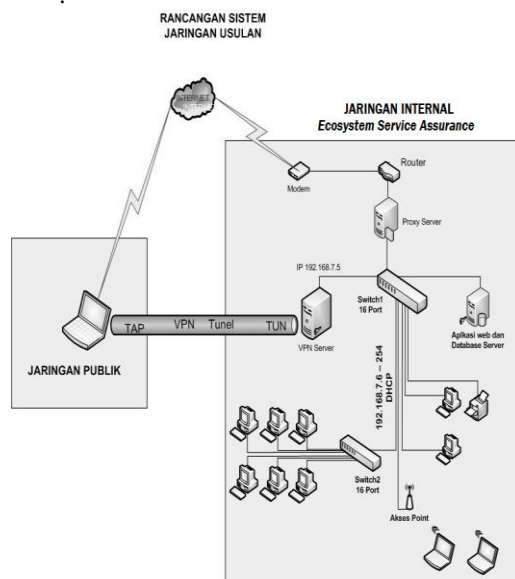 RANCANGAN SISTEM
JARINGAN USULAN
INTERNET
JARINGAN INTERNAL
Ecosystem Service Assurance
Router
Modem
Proxy Server
IP 192.168.7.5
Switch1
16 Port
TAP VPN Tunel TUN
VPN Server
Aplkasi web dan
Database Server
JARINGAN PUBLIK
192.168.7.6 – 254
DHCP
Switch2
16 Port
Akses Point